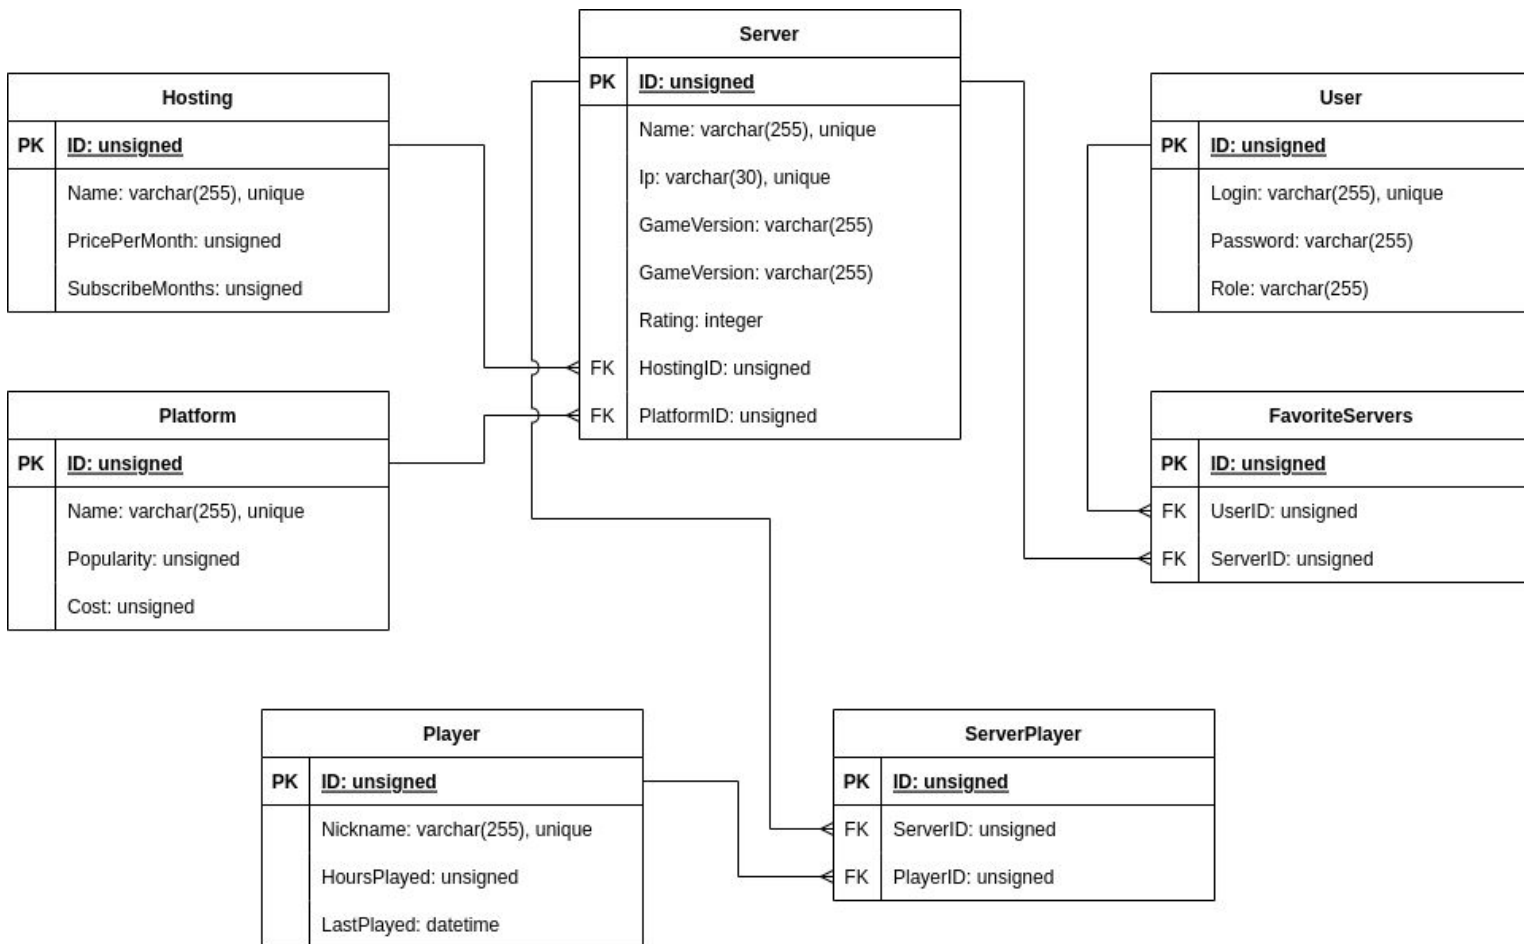 Server
PK ID: unsigned
Name: varchar(255), unique
Ip: varchar(30), unique
GameVersion: varchar(255)
GameVersion: varchar(255)
Rating: integer
FK HostingID: unsigned
FK PlatformID: unsigned
Hosting
PK ID: unsigned
Name: varchar(255), unique
PricePerMonth: unsigned
SubscribeMonths: unsigned
User
PK ID: unsigned
Login: varchar(255), unique
Password: varchar(255)
Role: varchar(255)
Platform
PK ID: unsigned
Name: varchar(255), unique
Popularity: unsigned
Cost: unsigned
FavoriteServers
PK ID: unsigned
FK UserID: unsigned
FK ServerID: unsigned
Player
PK ID: unsigned
Nickname: varchar(255), unique
HoursPlayed: unsigned
LastPlayed: datetime
ServerPlayer
PK ID: unsigned
FK ServerID: unsigned
FK PlayerID: unsigned